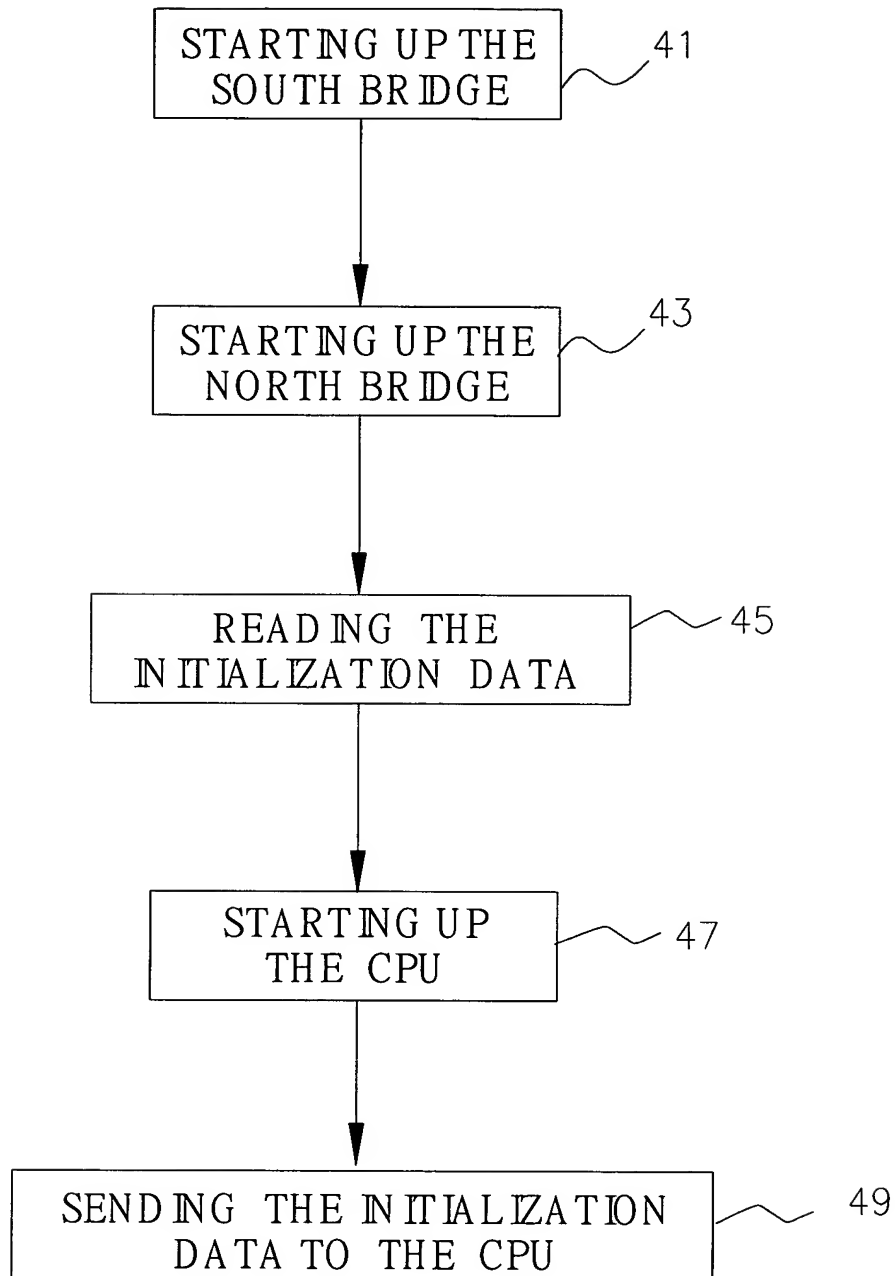 STARTING UP THE
SOUTH BRIDGE
41
STARTING UP THE
NORTH BRIDGE
43
READING THE
INITIALIZATION DATA
45
STARTING UP
THE CPU
47
SENDING THE INITIALIZATION
DATA TO THE CPU
49